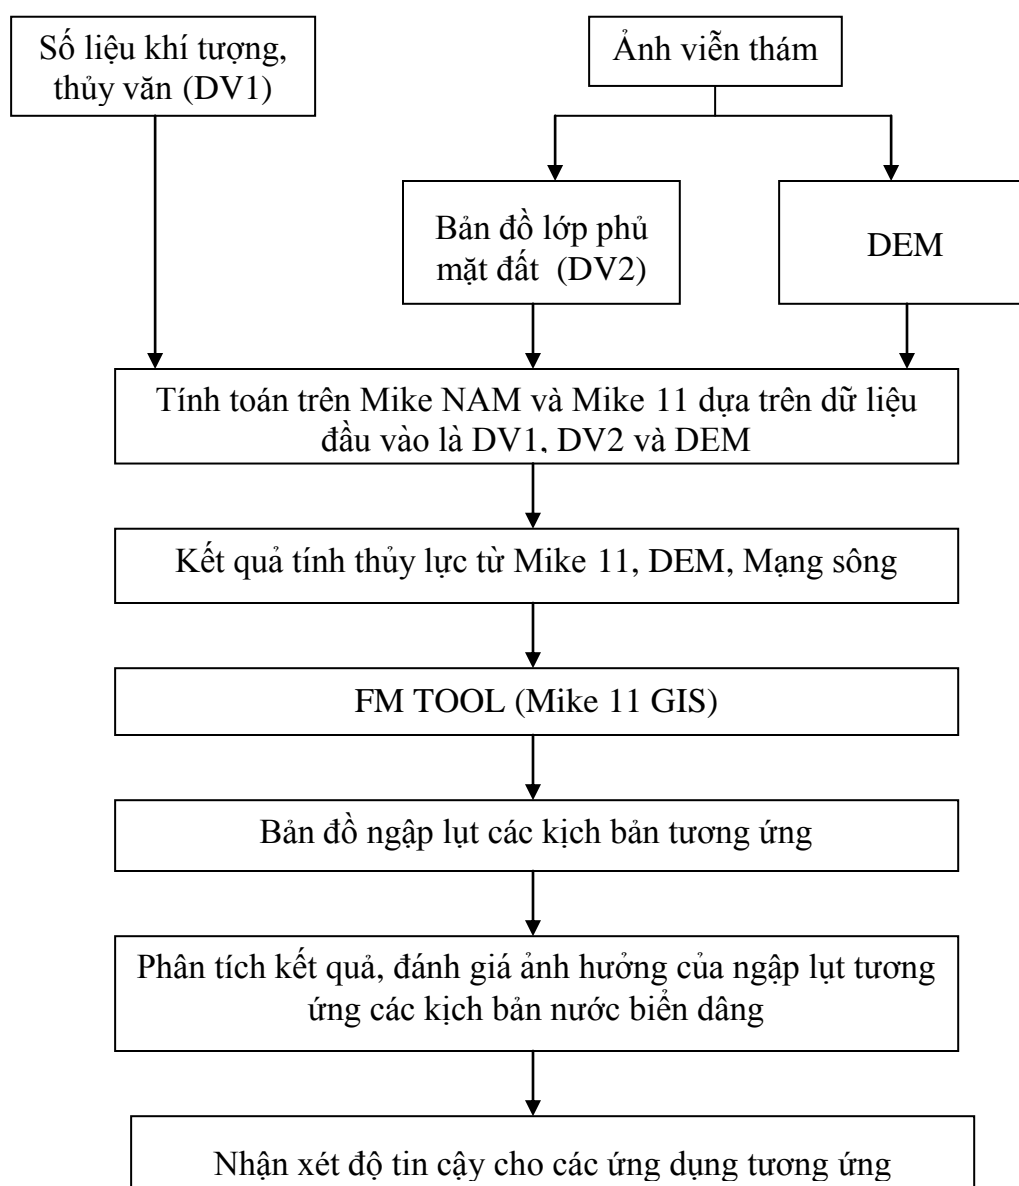 Số liệu khí tượng,
thủy văn (DV1)
Ảnh viễn thám
Bản đồ lớp phủ
mặt đất (DV2)
DEM
Tính toán trên Mike NAM và Mike 11 dựa trên dữ liệu
đầu vào là DV1, DV2 và DEM
Kết quả tính thủy lực từ Mike 11, DEM, Mạng sông
FM TOOL (Mike 11 GIS)
Bản đồ ngập lụt các kịch bản tương ứng
Phân tích kết quả, đánh giá ảnh hưởng của ngập lụt tương
ứng các kịch bản nước biển dâng
Nhận xét độ tin cậy cho các ứng dụng tương ứng